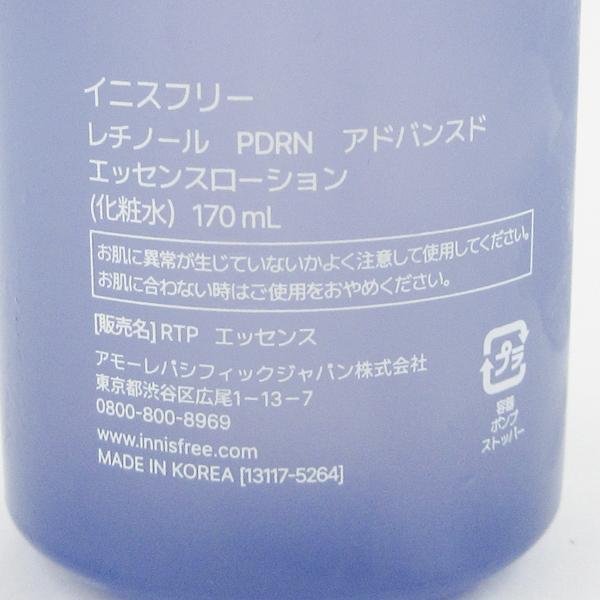 イニスフリー
レチノール PDRN アドバンスド
エッセンスローション
(化粧水) 170 mL
お肌に異常が生じていないかよく注意して使用してください。
お肌に合わない時はご使用をおやめください。
[販売名] RTP エッセンス
アモーレパシフィックジャパン株式会社
東京都渋谷区広尾1-13-7
0800-800-8969
www.innisfree.com
MADE IN KOREA [13117-5264]
プラ
容器
ポンプ
ストッパー